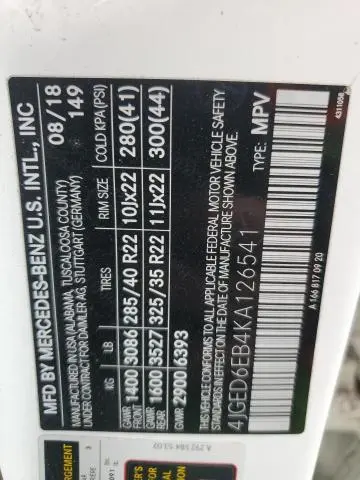 MFD BY MERCEDES-BENZ U.S. INTL., INC
MANUFACTURED IN USA (ALABAMA, TUSCALOOSA COUNTY)
UNDER CONTRACT FOR DAIMLER AG, STUTTGART (GERMANY)
08/18
149
KG LB TIRES RIM SIZE COLD KPA (PSI)
GAWR FRONT 1400 3086 285/40 R22 10Jx22 280(41)
GAWR REAR 1600 3527 325/35 R22 11Jx22 300(44)
GVWR 2900 6393
THIS VEHICLE CONFORMS TO ALL APPLICABLE FEDERAL MOTOR VEHICLE SAFETY
STANDARDS IN EFFECT ON THE DATE OF MANUFACTURE SHOWN ABOVE.
4JGED6EB4KA126541
TYPE: MPV
A 166 817 09 20
4311058
A 292 584 53 02